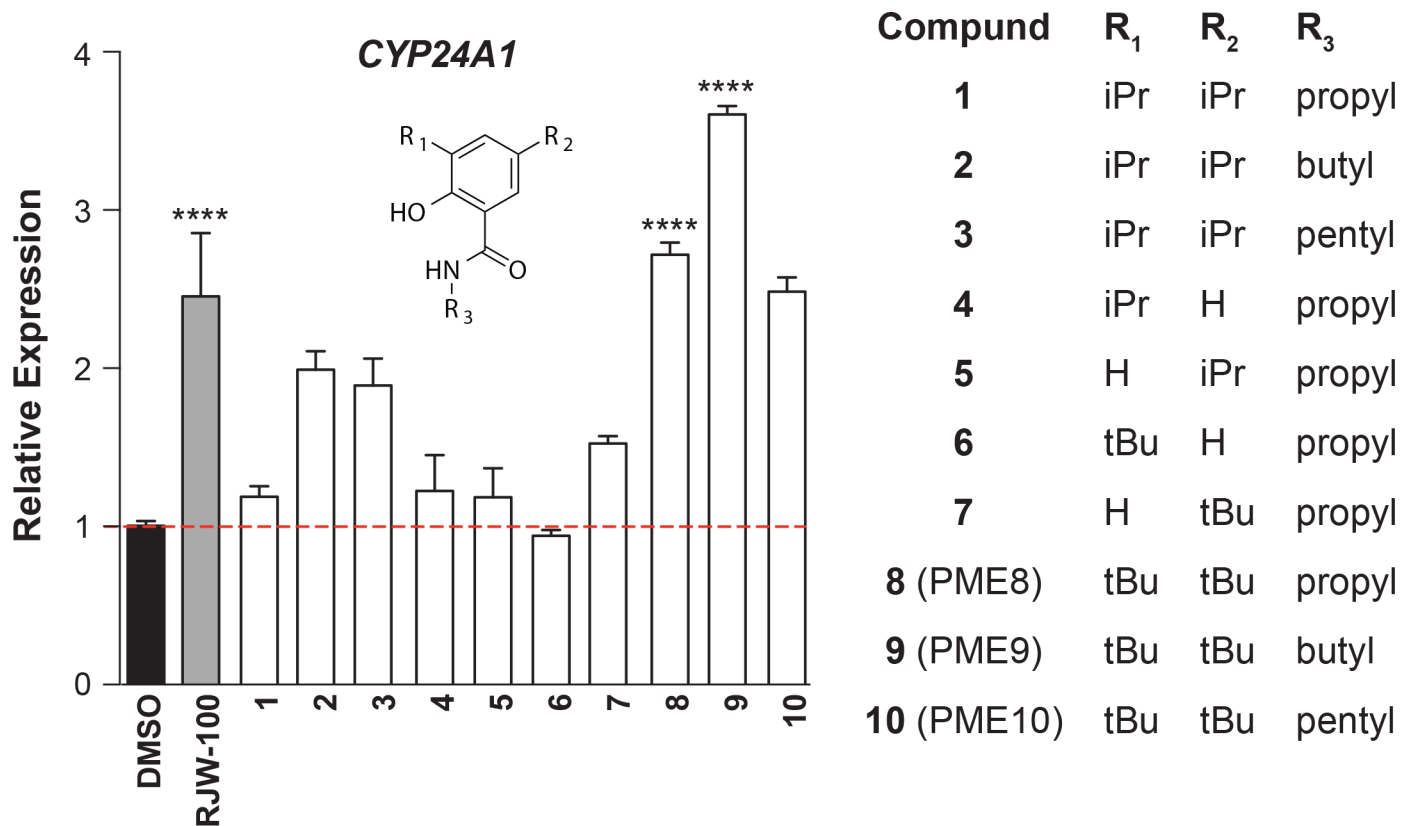 CYP24A1
Relative Expression
4
3
2
1
0
****
****
****
R1
R2
HO
HN
O
R3
DMSO
RJW-100
1
2
3
4
5
6
7
8
9
10
Compund R1 R2 R3
1 iPr iPr propyl
2 iPr iPr butyl
3 iPr iPr pentyl
4 iPr H propyl
5 H iPr propyl
6 tBu H propyl
7 H tBu propyl
8 (PME8) tBu tBu propyl
9 (PME9) tBu tBu butyl
10 (PME10) tBu tBu pentyl